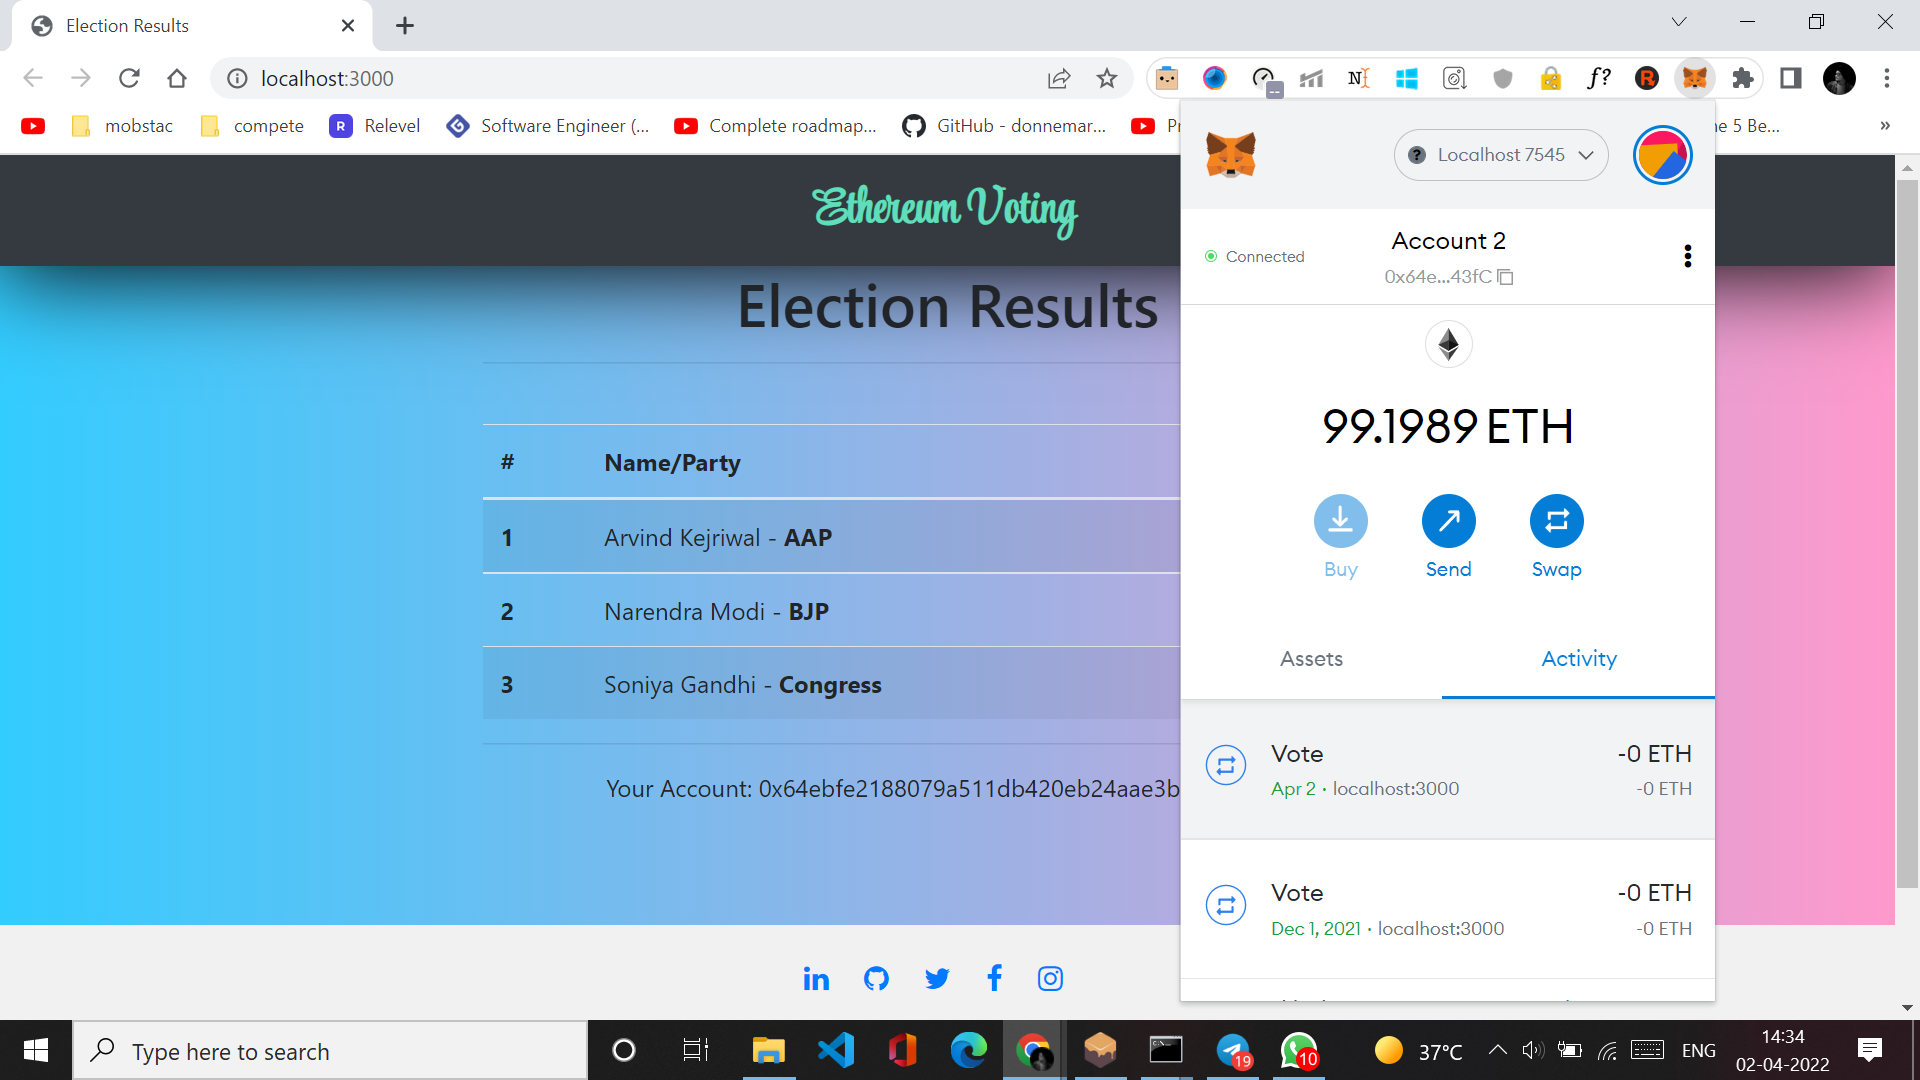 Election Results
localhost:3000
mobstac
compete
Relevel
Software Engineer (...
Complete roadmap...
GitHub - donnemar...
ne 5 Be...
»
Ethereum Voting
Election Results
# Name/Party
1 Arvind Kejriwal - AAP
2 Narendra Modi - BJP
3 Soniya Gandhi - Congress
Your Account: 0x64ebfe2188079a511db420eb24aae3b
Localhost 7545
Connected
Account 2
0x64e...43fC
99.1989 ETH
Buy
Send
Swap
Assets
Activity
Vote -0 ETH
Apr 2 · localhost:3000 -0 ETH
Vote -0 ETH
Dec 1, 2021 · localhost:3000 -0 ETH
Type here to search
19
10
37°C
ENG
14:34
02-04-2022